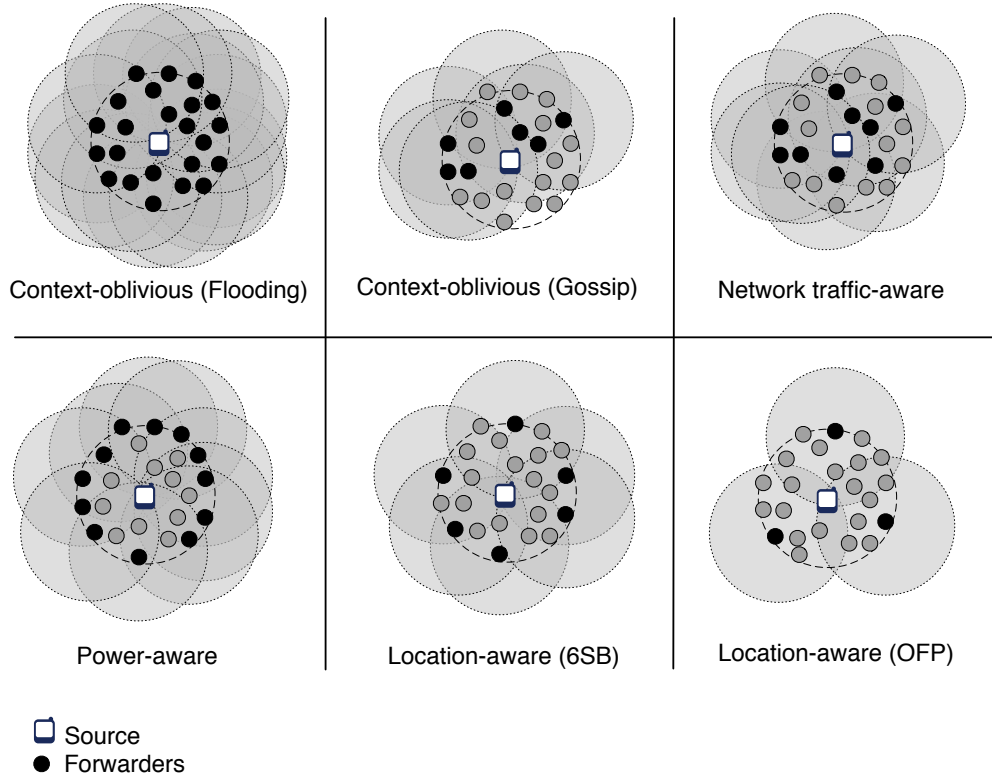 Context-oblivious (Flooding)
Context-oblivious (Gossip)
Network traffic-aware
Power-aware
Location-aware (6SB)
Location-aware (OFP)
Source
Forwarders